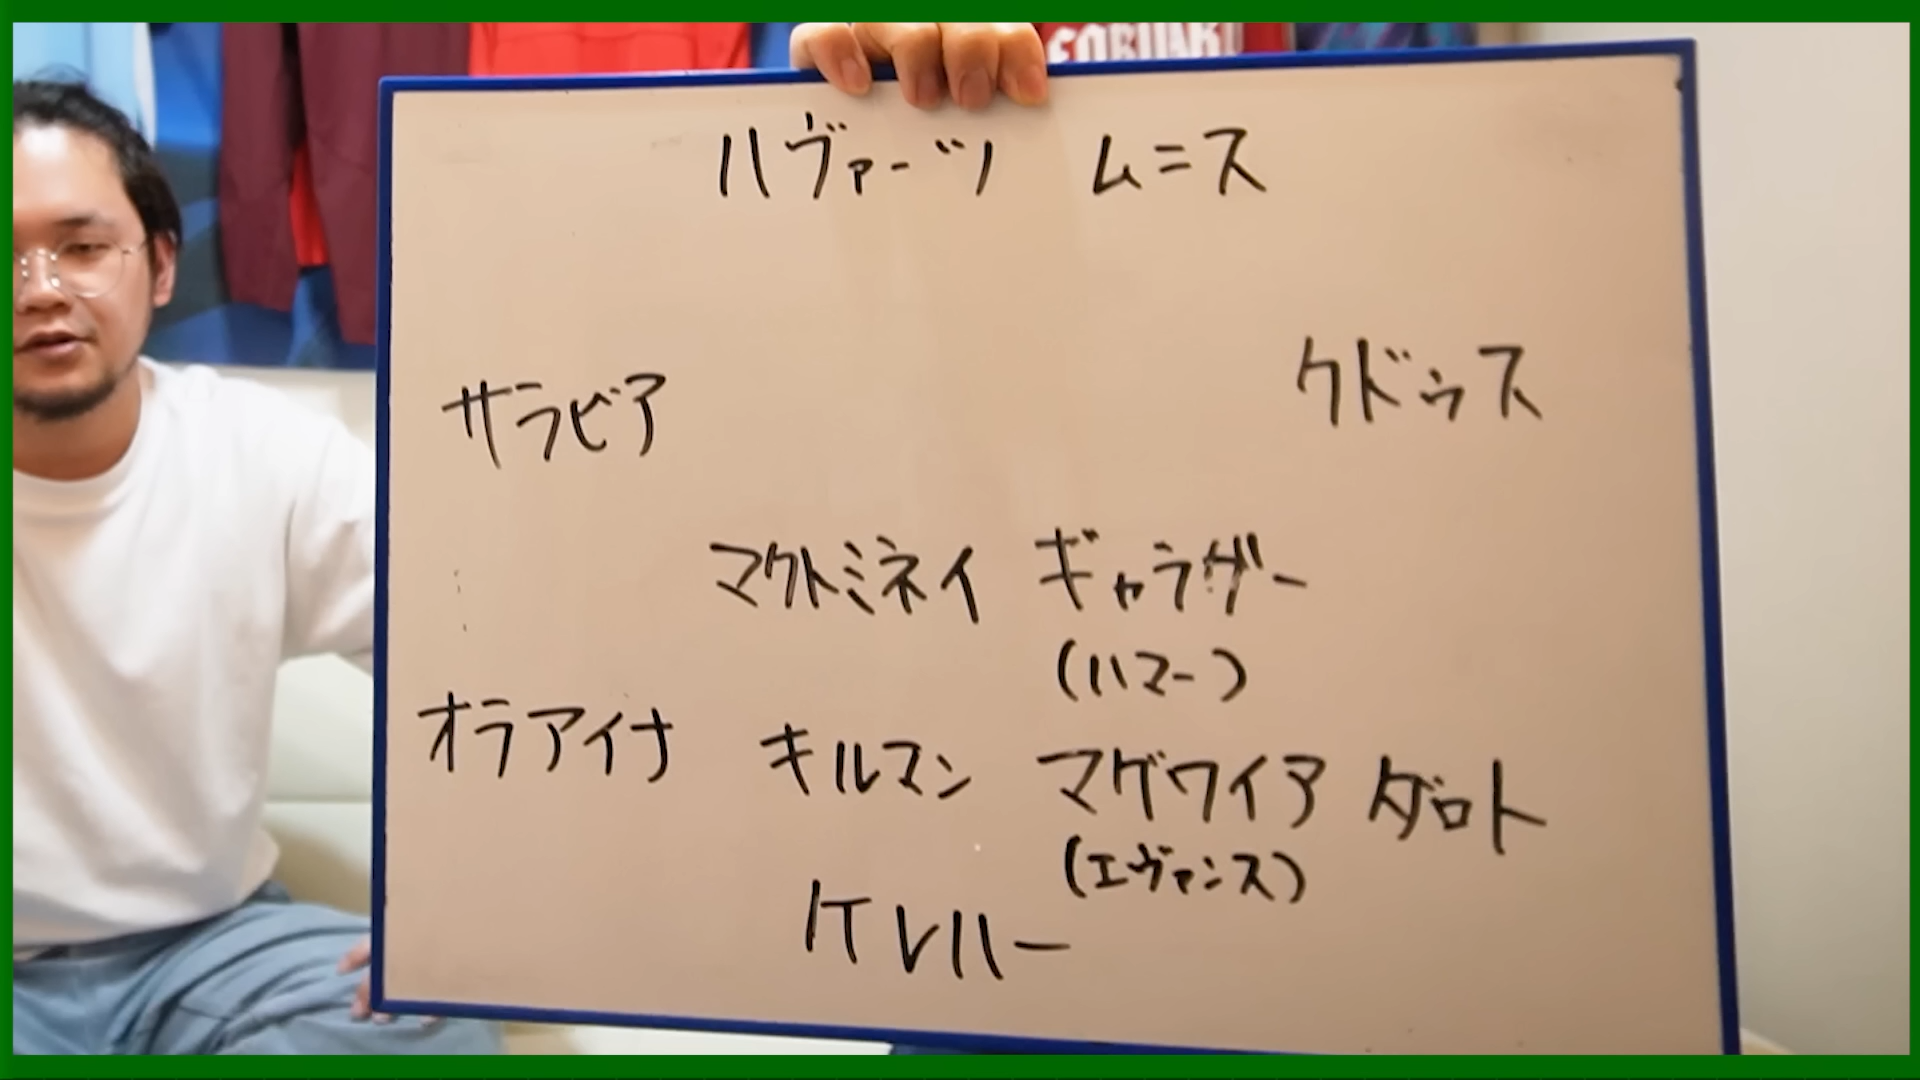 ハヴァーツ ムニス
サラビア クドゥス
マクトミネイ ギャラガー
(ハマー)
オラアイナ キルマン マグワイア ダロト
(エヴァンス)
ケレハー